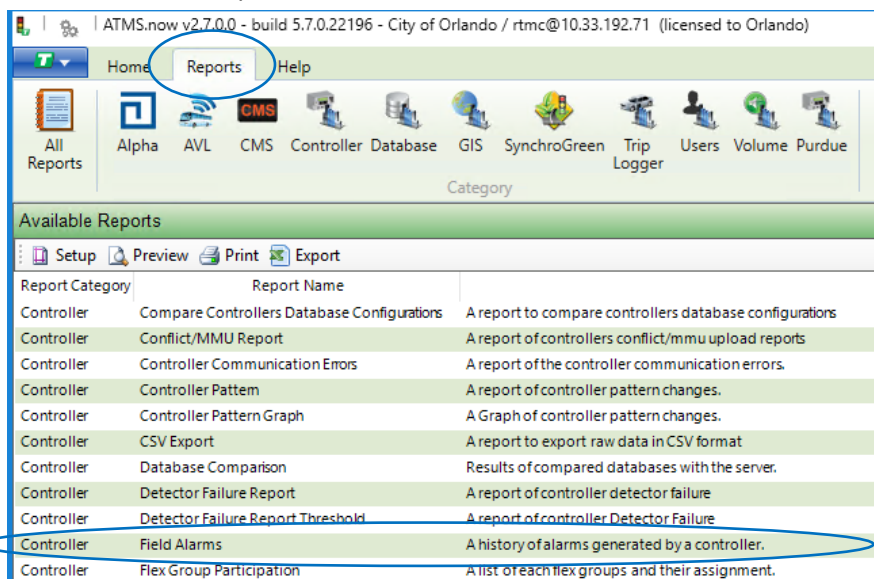 ATMS.now v2.7.0.0 - build 5.7.0.22196 - City of Orlando / rtmc@10.33.192.71 (licensed to Orlando)
T Home Reports Help
All Reports Alpha AVL CMS CMS Controller Database GIS SynchroGreen Trip Logger Users Volume Purdue
Category
Available Reports
Setup Preview Print Export
Report Category Report Name
Controller Compare Controllers Database Configurations A report to compare controllers database configurations
Controller Conflict/MMU Report A report of controllers conflict/mmu upload reports
Controller Controller Communication Errors A report of the controller communication errors.
Controller Controller Pattern A report of controller pattern changes.
Controller Controller Pattern Graph A Graph of controller pattern changes.
Controller CSV Export A report to export raw data in CSV format
Controller Database Comparison Results of compared databases with the server.
Controller Detector Failure Report A report of controller detector failure
Controller Detector Failure Report Threshold A report of controller Detector Failure
Controller Field Alarms A history of alarms generated by a controller.
Controller Flex Group Participation A list of each flex groups and their assignment.